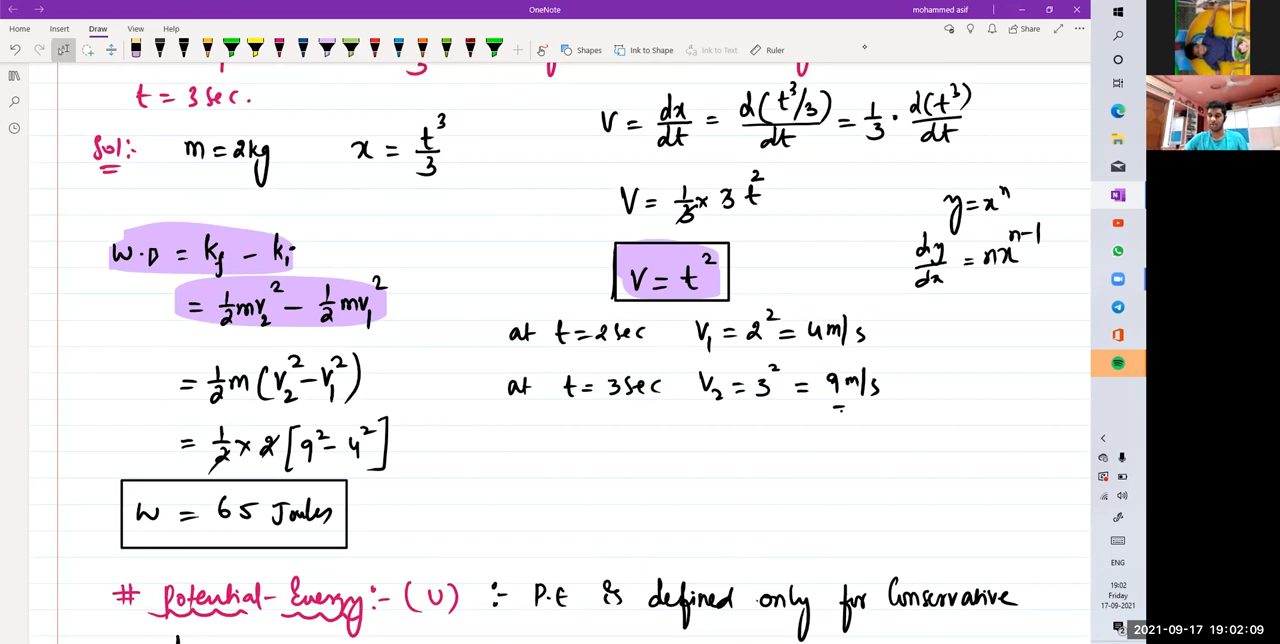 OneNote
mohammed asif
Home Insert Draw View Help
Share
Shapes Ink to Shape Ink to Text Ruler
3
t = 3 sec.
Sol:- m = 2kg x = t³/3
V = dx/dt = d(t³/3)/dt = 1/3 · d(t³)/dt
V = 1/3 × 3 t²
y = xⁿ
dy/dx = nxⁿ⁻¹
W.D = Kf - Ki
= 1/2 mv₂² - 1/2 mv₁²
V = t²
at t = 2 sec V₁ = 2² = 4 m/s
= 1/2 m (V₂² - V₁²)
at t = 3 sec V₂ = 3² = 9 m/s
= 1/2 × 2 [9² - 4²]
W = 65 Joules
# Potential-Energy:- (U) :- P.E is defined only for Conservative
ENG
19:02
Friday
17-09-2021
2
2021-09-17 19:02:09